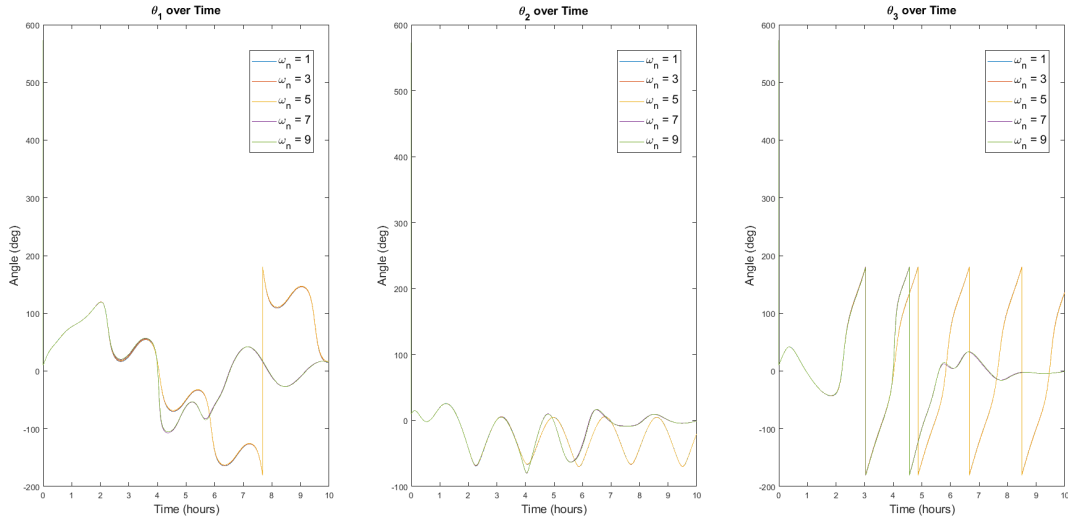 θ1 over Time
600
500
400
300
200
100
0
-100
-200
0 1 2 3 4 5 6 7 8 9 10
Angle (deg)
Time (hours)
ωn = 1
ωn = 3
ωn = 5
ωn = 7
ωn = 9
θ2 over Time
600
500
400
300
200
100
0
-100
0 1 2 3 4 5 6 7 8 9 10
Angle (deg)
Time (hours)
ωn = 1
ωn = 3
ωn = 5
ωn = 7
ωn = 9
θ3 over Time
600
500
400
300
200
100
0
-100
-200
0 1 2 3 4 5 6 7 8 9 10
Angle (deg)
Time (hours)
ωn = 1
ωn = 3
ωn = 5
ωn = 7
ωn = 9